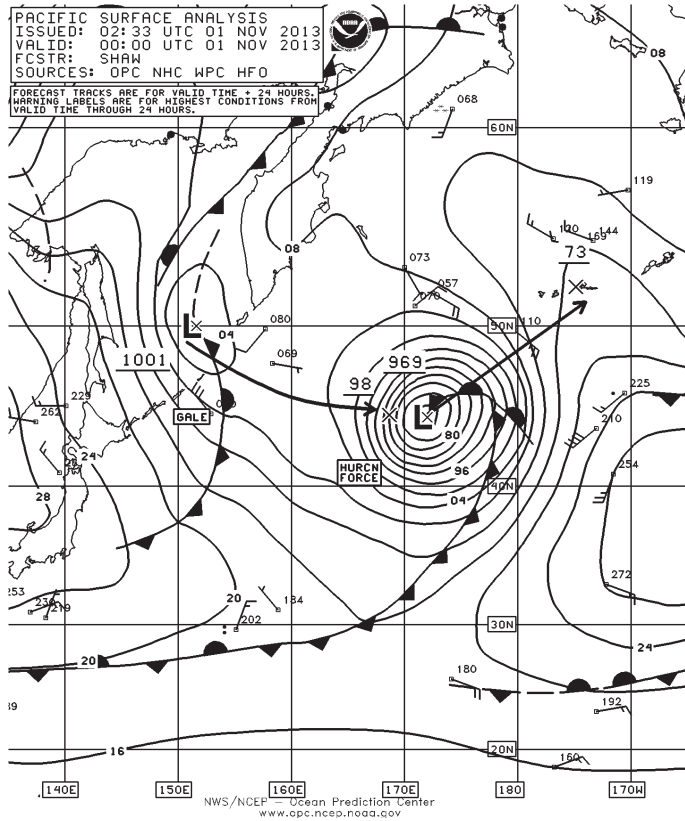 PACIFIC SURFACE ANALYSIS
ISSUED: 02:33 UTC 01 NOV 2013
VALID: 00:00 UTC 01 NOV 2013
FCSTR: SHAW
SOURCES: OPC NHC WPC HFO
FORECAST TRACKS ARE FOR VALID TIME + 24 HOURS.
WARNING LABELS ARE FOR HIGHEST CONDITIONS FROM
VALID TIME THROUGH 24 HOURS.
NOAA
08
068
60N
119
120
169
144
08
073
73
057
070
90N
110
080
L
04
069
1001
969
98
225
229
262
GALE
L
210
80
24
HURCN
FORCE
96
254
40N
28
04
272
253
219
20
184
202
30N
24
20
180
192
39
16
20N
160
140E
150E
160E
170E
180
170W
NWS/NCEP – Ocean Prediction Center
www.opc.ncep.noaa.gov